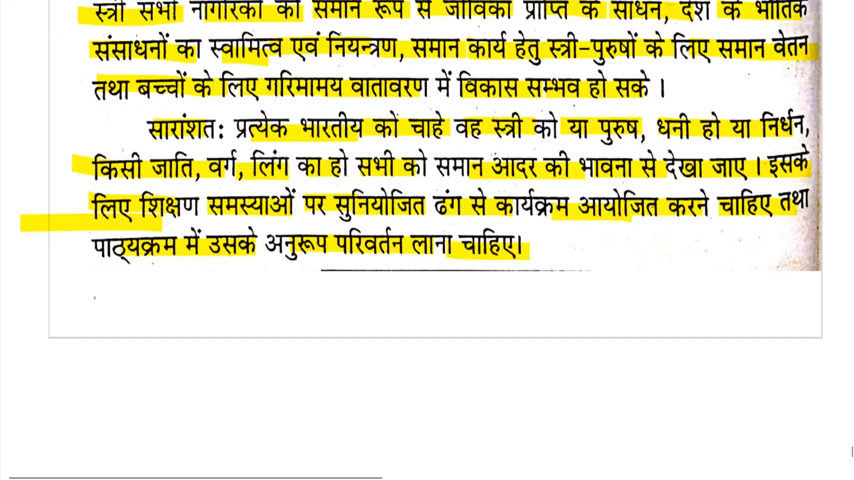 स्त्री सभी नागरिकों को समान रूप से जीविका प्राप्ति के साधन, देश के भौतिक
संसाधनों का स्वामित्व एवं नियन्त्रण, समान कार्य हेतु स्त्री-पुरुषों के लिए समान वेतन
तथा बच्चों के लिए गरिमामय वातावरण में विकास सम्भव हो सके ।
सारांशत: प्रत्येक भारतीय को चाहे वह स्त्री को या पुरुष, धनी हो या निर्धन,
किसी जाति, वर्ग, लिंग का हो सभी को समान आदर की भावना से देखा जाए । इसके
लिए शिक्षण समस्याओं पर सुनियोजित ढंग से कार्यक्रम आयोजित करने चाहिए तथा
पाठ्यक्रम में उसके अनुरूप परिवर्तन लाना चाहिए।